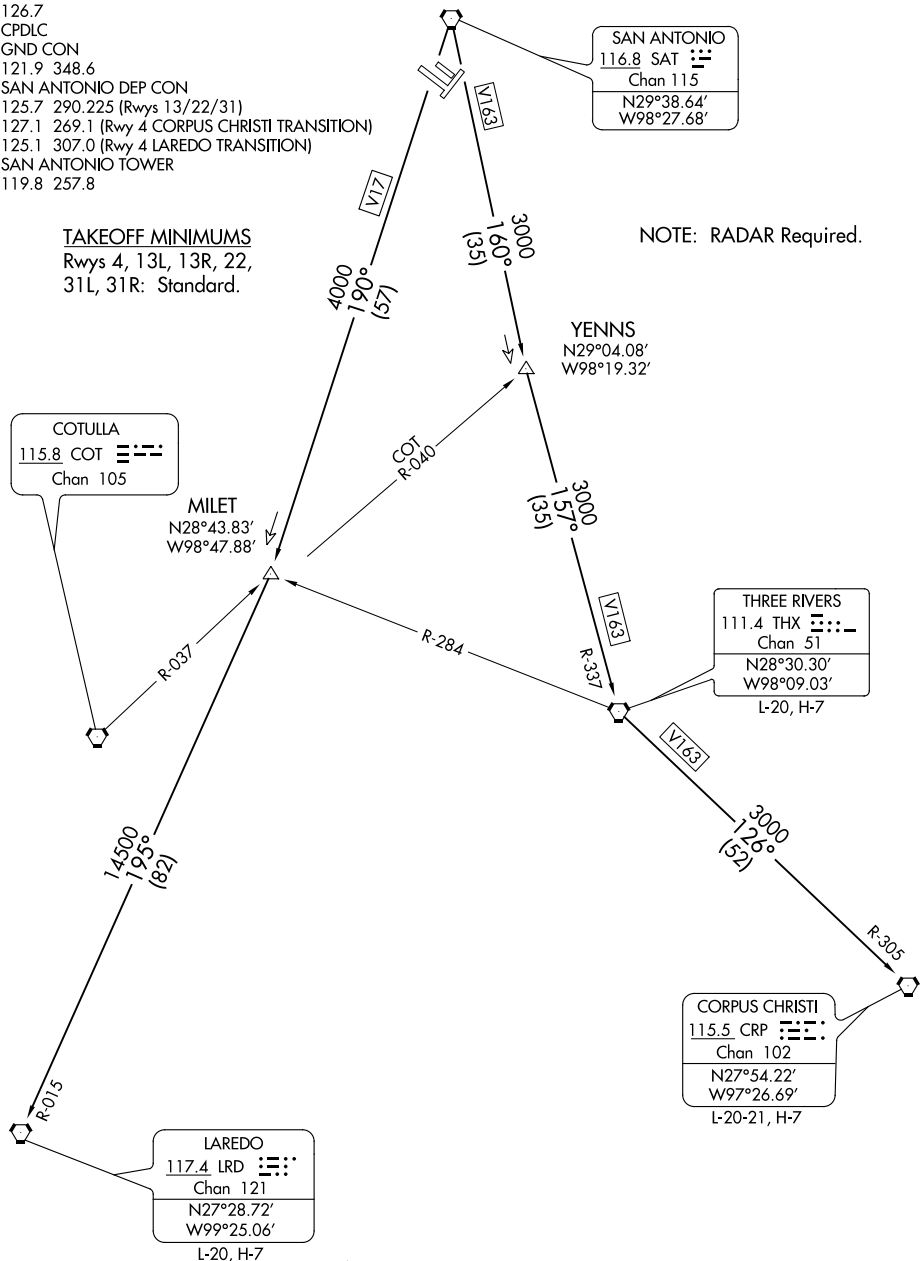 126.7
CPDLC
GND CON
121.9 348.6
SAN ANTONIO DEP CON
125.7 290.225 (Rwys 13/22/31)
127.1 269.1 (Rwy 4 CORPUS CHRISTI TRANSITION)
125.1 307.0 (Rwy 4 LAREDO TRANSITION)
SAN ANTONIO TOWER
119.8 257.8
TAKEOFF MINIMUMS
Rwys 4, 13L, 13R, 22,
31L, 31R: Standard.
SAN ANTONIO
116.8 SAT
Chan 115
N29°38.64'
W98°27.68'
NOTE: RADAR Required.
V163
V17
3000
160°
(35)
4000
190°
(57)
YENNS
N29°04.08'
W98°19.32'
COTULLA
115.8 COT
Chan 105
COT
R-040
MILET
N28°43.83'
W98°47.88'
3000
157°
(35)
V163
R-337
R-037
R-284
THREE RIVERS
111.4 THX
Chan 51
N28°30.30'
W98°09.03'
L-20, H-7
V163
3000
126°
(52)
14500
195°
(82)
R-305
CORPUS CHRISTI
115.5 CRP
Chan 102
N27°54.22'
W97°26.69'
L-20-21, H-7
R-015
LAREDO
117.4 LRD
Chan 121
N27°28.72'
W99°25.06'
L-20, H-7